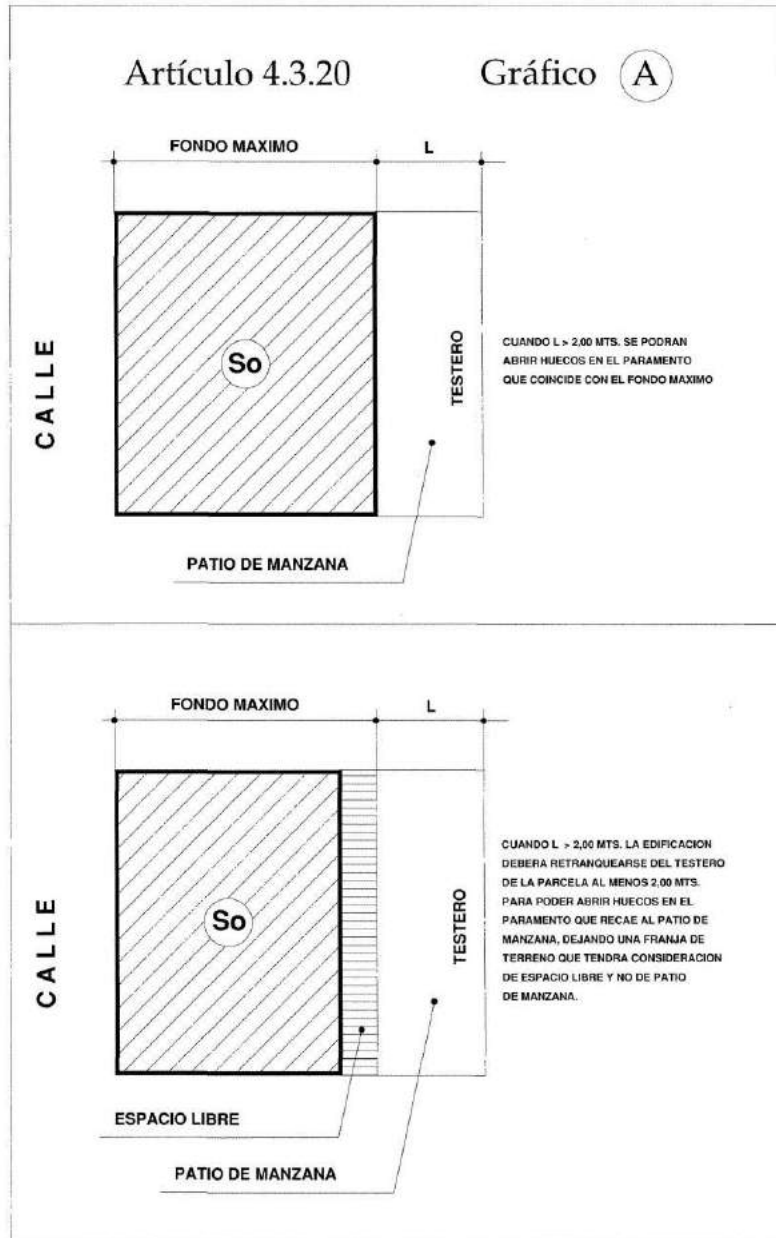 Artículo 4.3.20 Gráfico A
FONDO MAXIMO L
CALLE
So
TESTERO
CUANDO L > 2,00 MTS. SE PODRAN
ABRIR HUECOS EN EL PARAMENTO
QUE COINCIDE CON EL FONDO MAXIMO
PATIO DE MANZANA
FONDO MAXIMO L
CALLE
So
TESTERO
CUANDO L > 2,00 MTS. LA EDIFICACION
DEBERA RETRANQUEARSE DEL TESTERO
DE LA PARCELA AL MENOS 2,00 MTS.
PARA PODER ABRIR HUECOS EN EL
PARAMENTO QUE RECAE AL PATIO DE
MANZANA, DEJANDO UNA FRANJA DE
TERRENO QUE TENDRA CONSIDERACION
DE ESPACIO LIBRE Y NO DE PATIO
DE MANZANA.
ESPACIO LIBRE
PATIO DE MANZANA